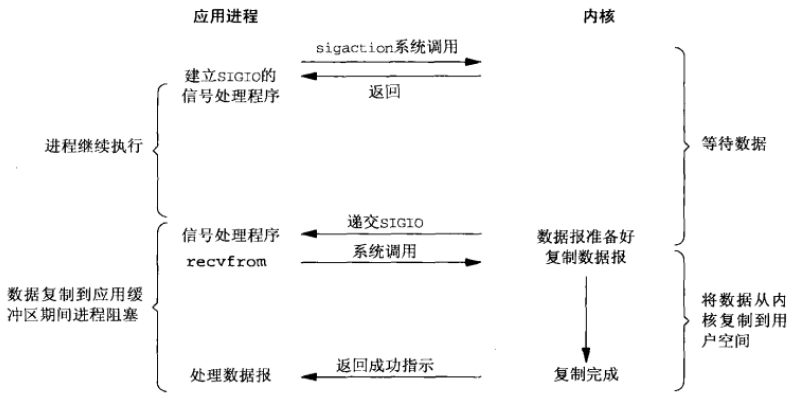 应用进程
内核
sigaction系统调用
建立SIGIO的
信号处理程序
返回
进程继续执行
等待数据
递交SIGIO
信号处理程序
数据报准备好
系统调用
recvfrom
复制数据报
数据复制到应用缓
冲区期间进程阻塞
将数据从内
核复制到用
户空间
返回成功指示
处理数据报
复制完成